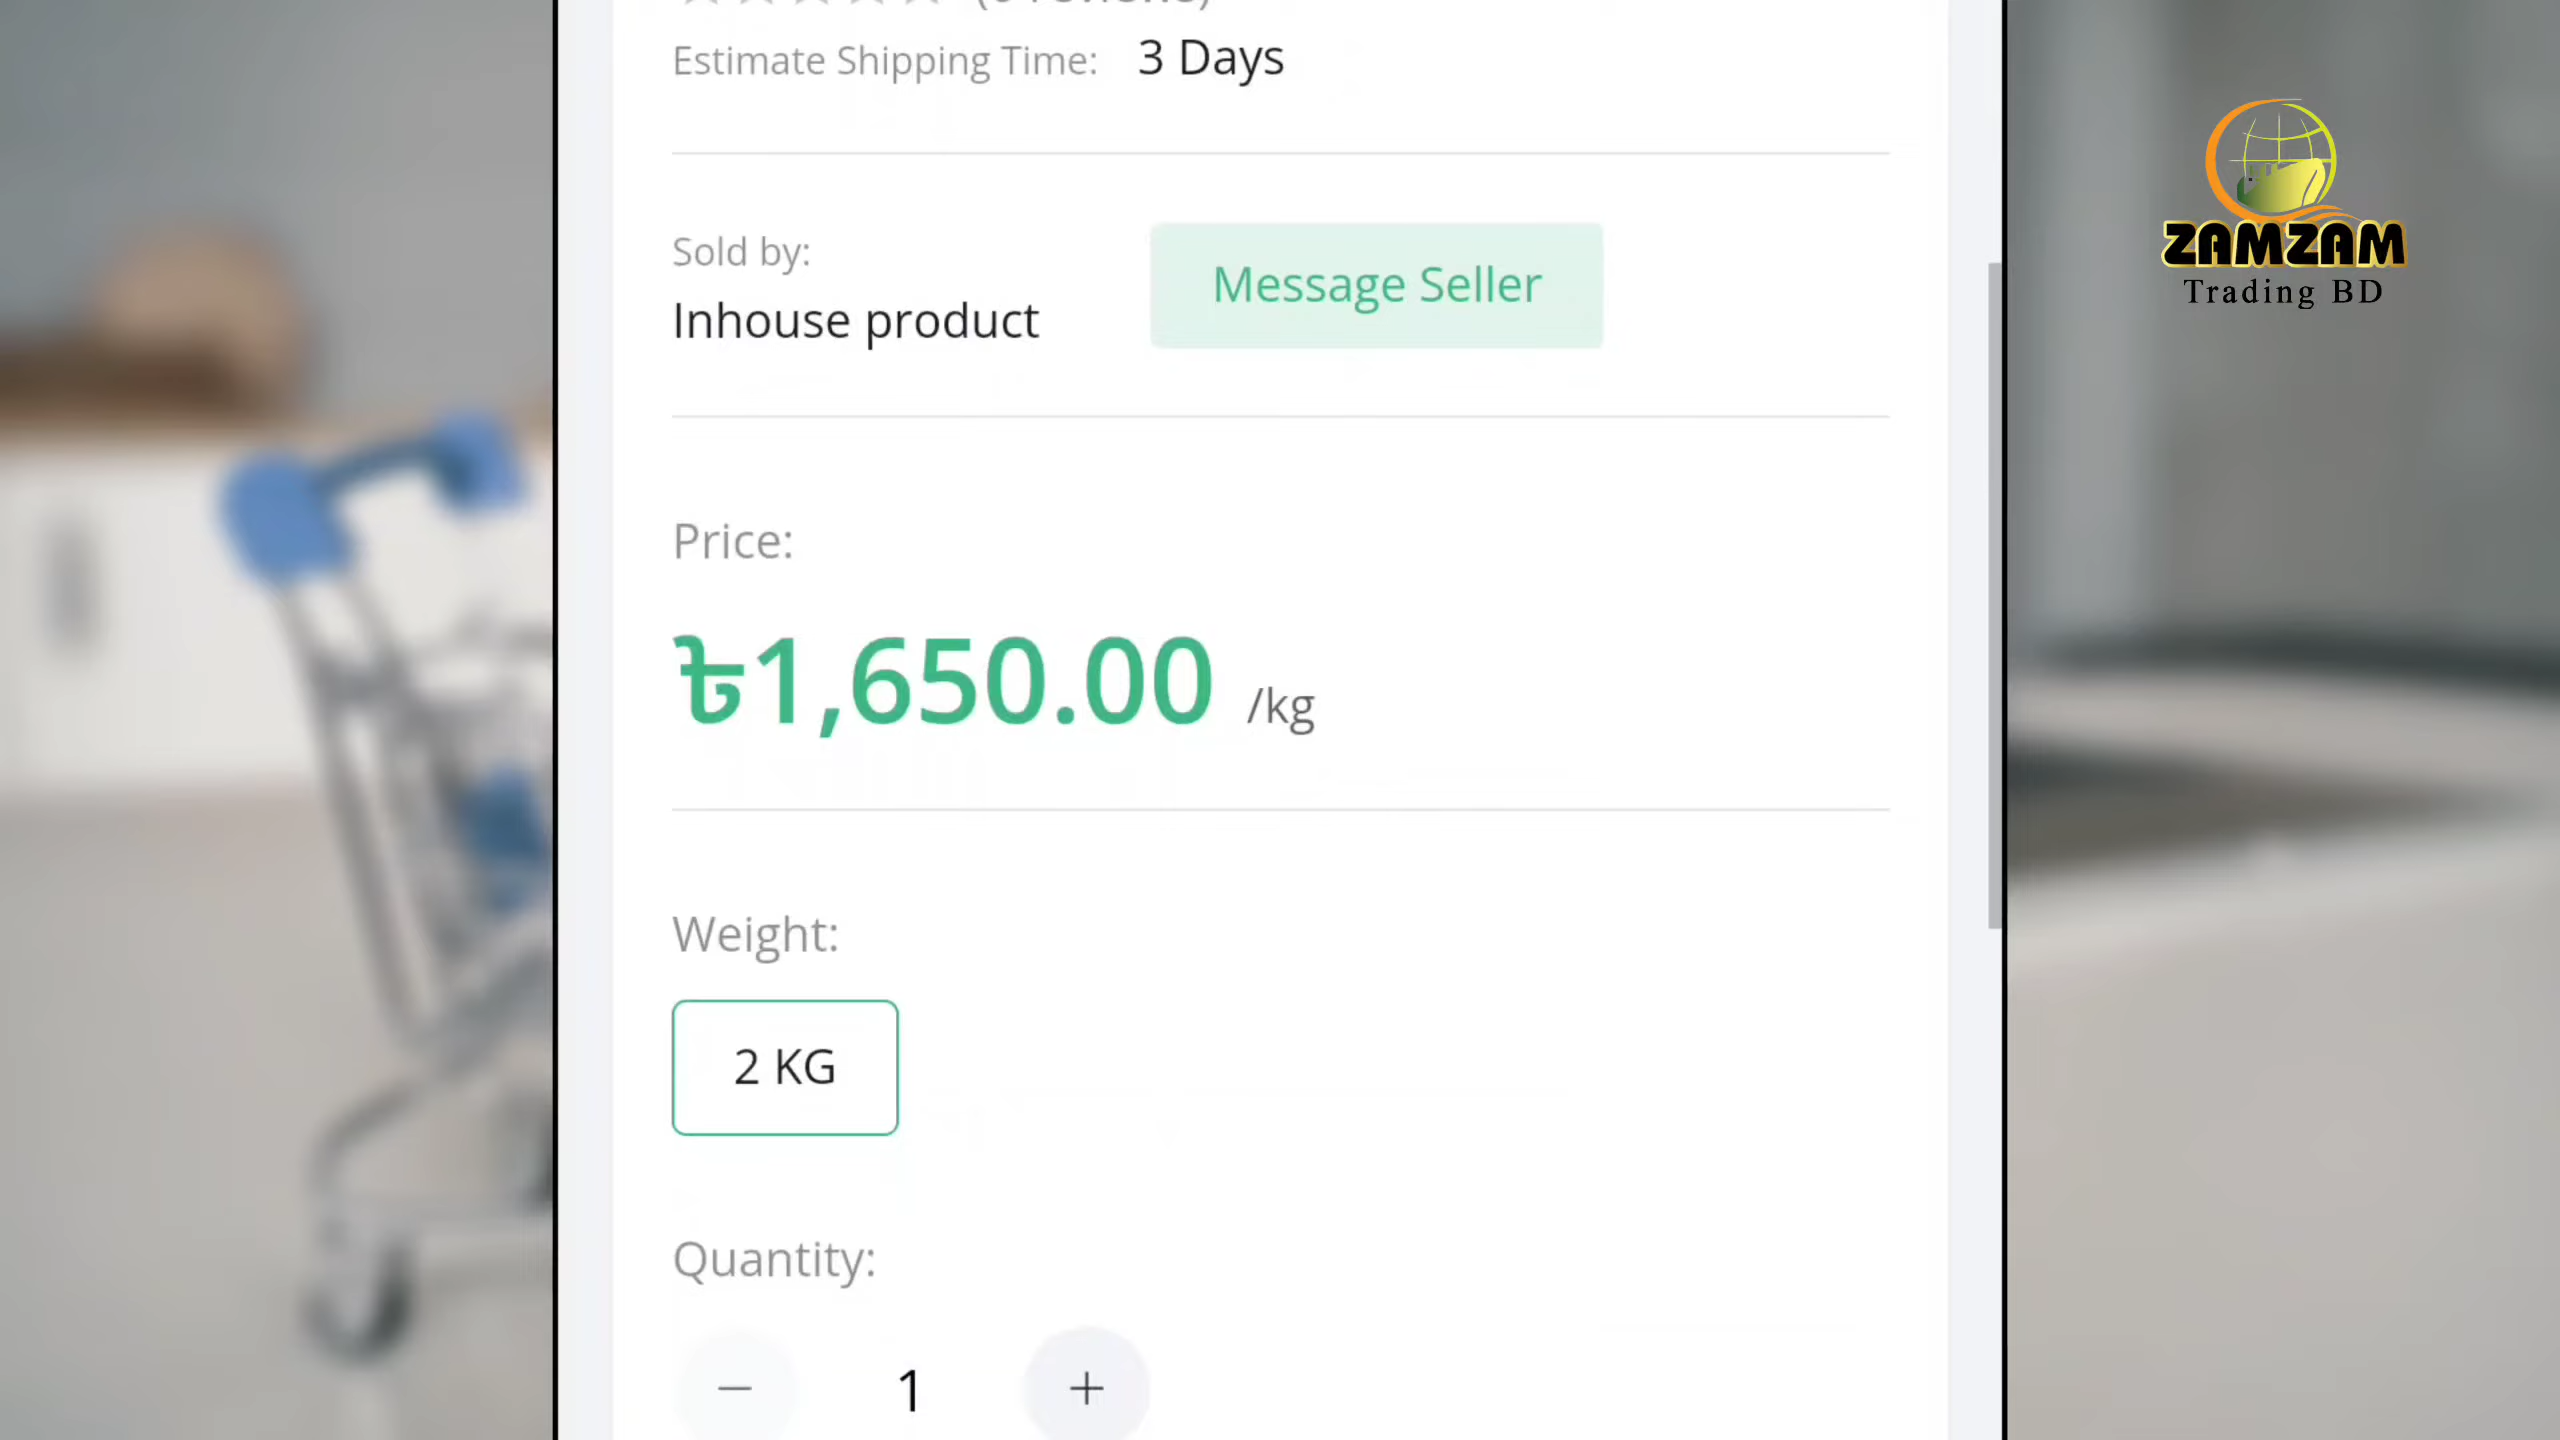 Estimate Shipping Time: 3 Days
ZAMZAM
Trading BD
Sold by:
Inhouse product
Message Seller
Price:
৳1,650.00 /kg
Weight:
2 KG
Quantity:
− 1 +